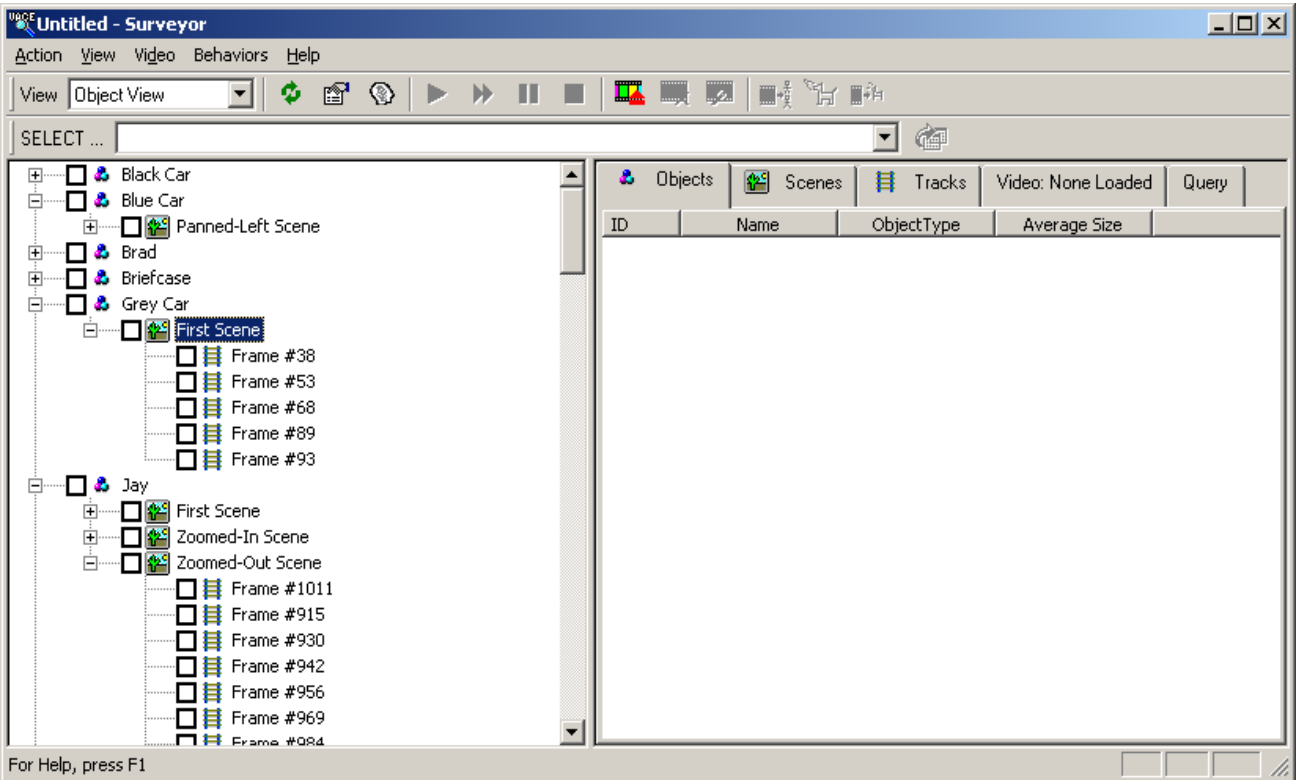 VACE Untitled - Surveyor
Action View Video Behaviors Help
View Object View
SELECT ...
Black Car
Blue Car
Panned-Left Scene
Brad
Briefcase
Grey Car
First Scene
Frame #38
Frame #53
Frame #68
Frame #89
Frame #93
Jay
First Scene
Zoomed-In Scene
Zoomed-Out Scene
Frame #1011
Frame #915
Frame #930
Frame #942
Frame #956
Frame #969
Frame #984
Objects Scenes Tracks Video: None Loaded Query
ID Name ObjectType Average Size
For Help, press F1